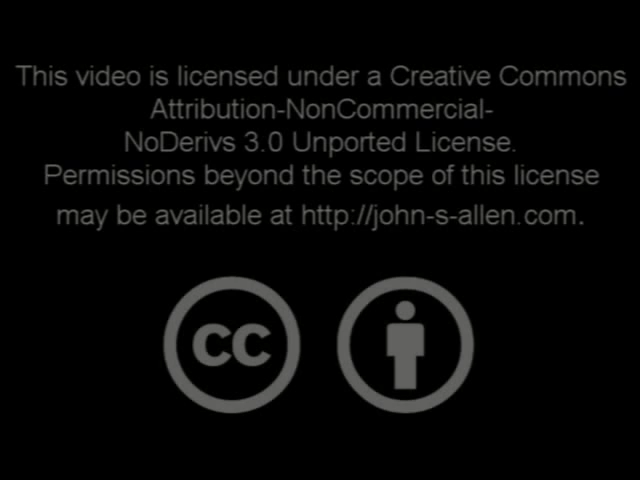 This video is licensed under a Creative Commons
Attribution-NonCommercial-
NoDerivs 3.0 Unported License.
Permissions beyond the scope of this license
may be available at http://john-s-allen.com.
CC